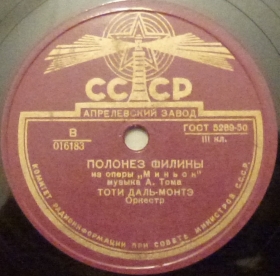 СССР
АПРЕЛЕВСКИЙ ЗАВОД
В
016183
ГОСТ 5289-50
III кл.
ПОЛОНЕЗ ФИЛИНЫ
из оперы „Миньон"
музыка А. Тома
ТОТИ ДАЛЬ-МОНТЭ
Оркестр
КОМИТЕТ РАДИОИНФОРМАЦИИ ПРИ СОВЕТЕ МИНИСТРОВ СССР